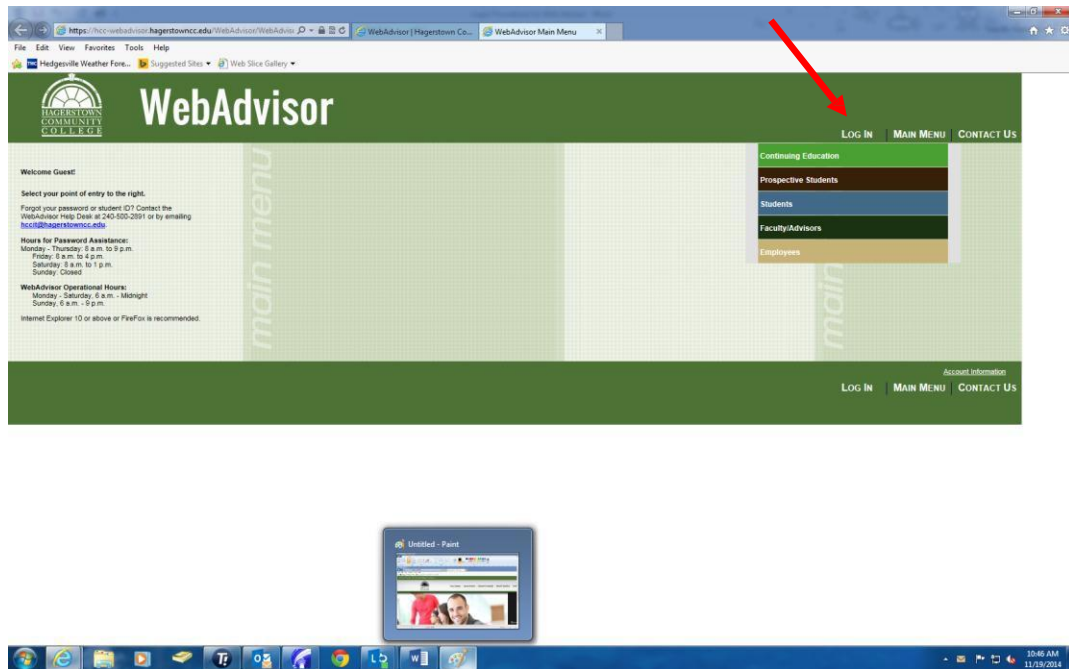 https://hcc-webadvisor.hagerstowncc.edu/WebAdvisor/WebAdvisor
WebAdvisor | Hagerstown Co...
WebAdvisor Main Menu
File Edit View Favorites Tools Help
Hedgesville Weather Fore... Suggested Sites Web Slice Gallery
HAGERSTOWN
COMMUNITY
COLLEGE
WebAdvisor
LOG IN MAIN MENU CONTACT US
main menu
Welcome Guest!
Select your point of entry to the right.
Forgot your password or student ID? Contact the
WebAdvisor Help Desk at 240-500-2891 or by emailing
hccit@hagerstowncc.edu.
Hours for Password Assistance:
Monday - Thursday: 8 a.m. to 9 p.m.
Friday: 8 a.m. to 4 p.m.
Saturday: 8 a.m. to 1 p.m.
Sunday: Closed
WebAdvisor Operational Hours:
Monday - Saturday, 6 a.m. - Midnight
Sunday, 6 a.m. - 9 p.m.
Internet Explorer 10 or above or FireFox is recommended.
Continuing Education
Prospective Students
Students
Faculty/Advisors
Employees
main
Account Information
LOG IN MAIN MENU CONTACT US
Untitled - Paint
10:46 AM
11/19/2014